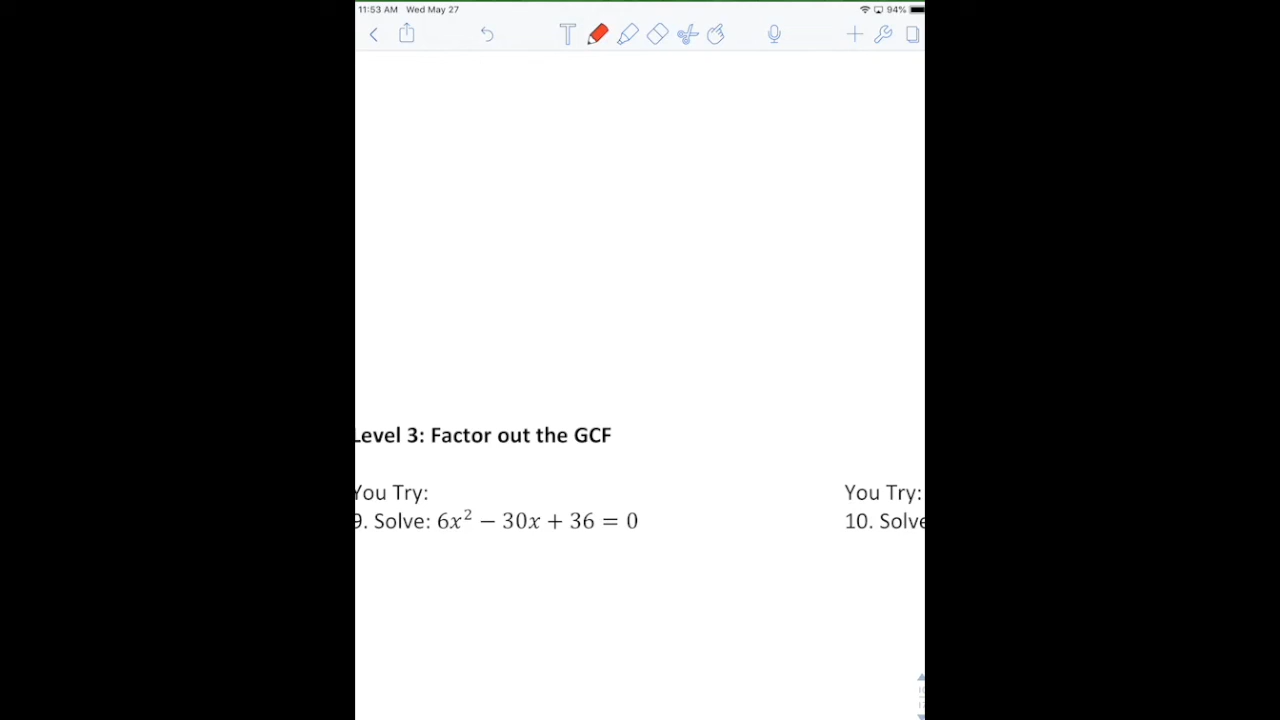 11:53 AM Wed May 27 94%
T
Level 3: Factor out the GCF
You Try:
9. Solve: 6x² − 30x + 36 = 0
You Try:
10. Solve